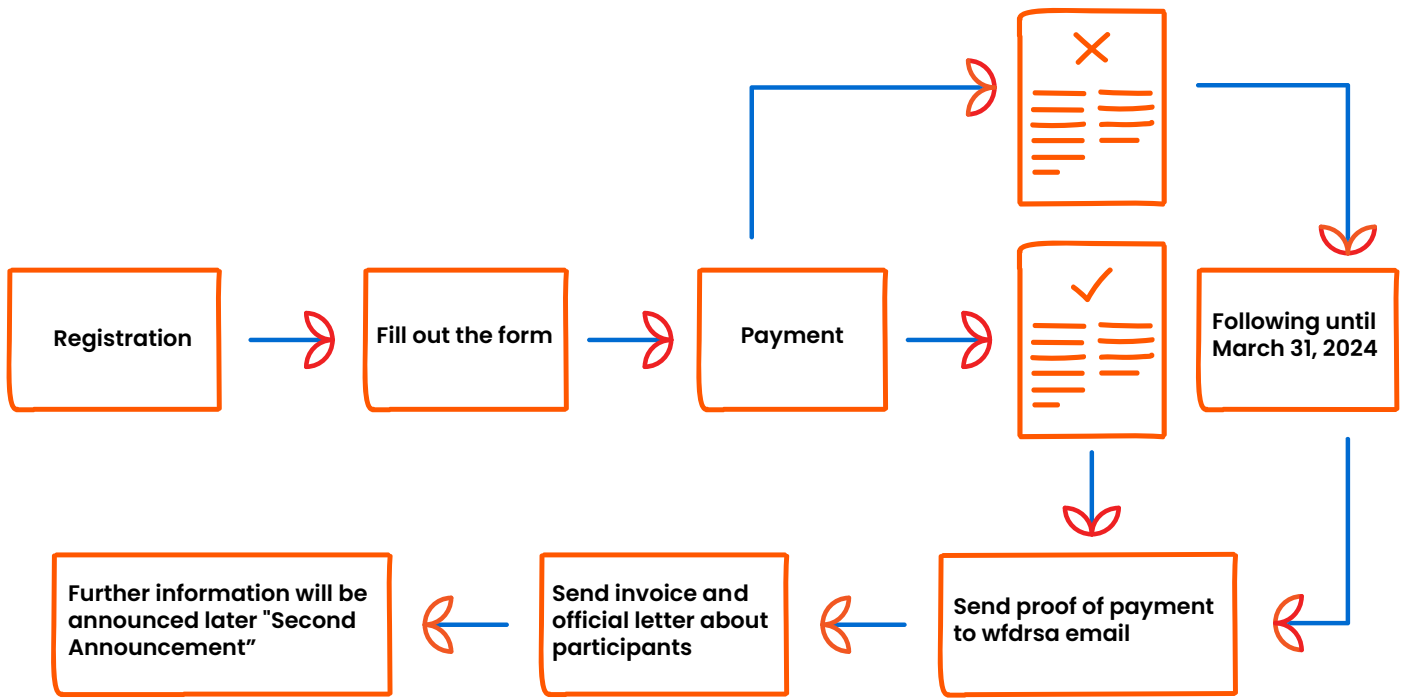 Registration
Fill out the form
Payment
Following until
March 31, 2024
Send proof of payment
to wfdrsa email
Send invoice and
official letter about
participants
Further information will be
announced later "Second
Announcement”